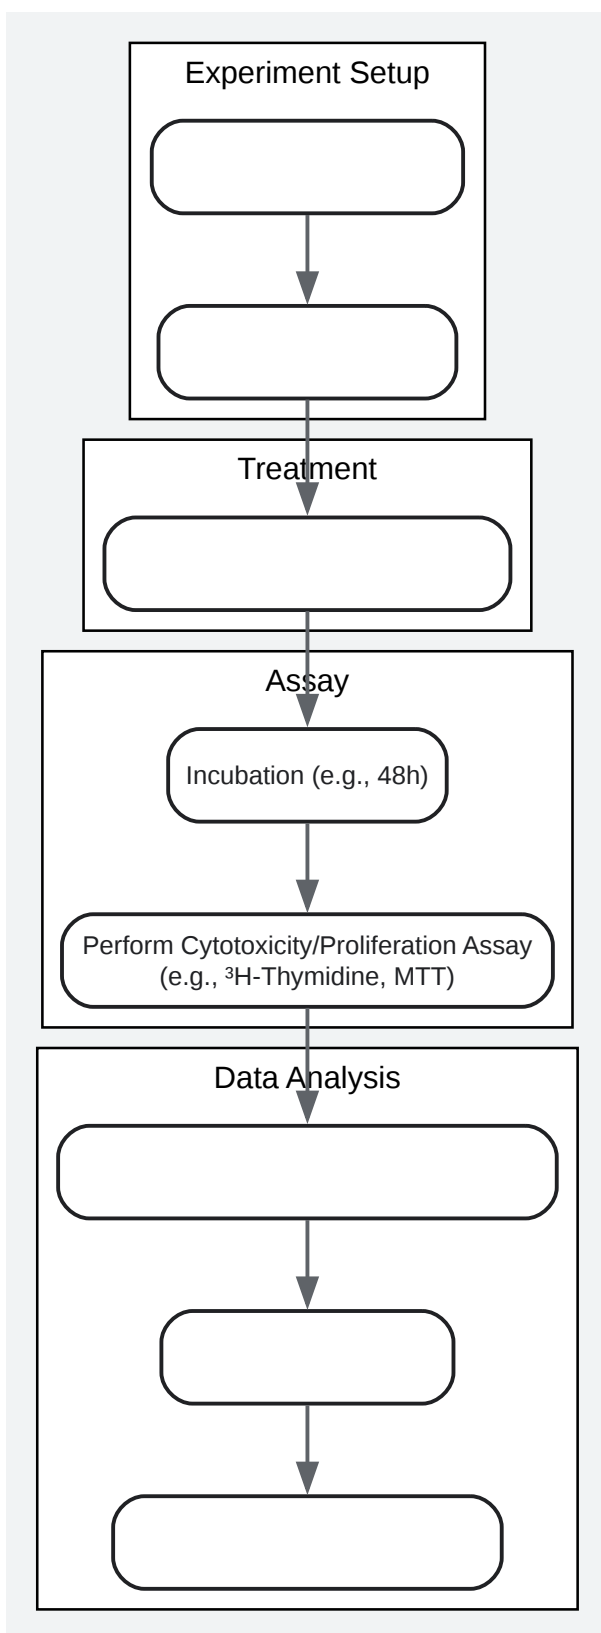 Experiment Setup
Treatment
Assay
Incubation (e.g., 48h)
Perform Cytotoxicity/Proliferation Assay
(e.g., ³H-Thymidine, MTT)
Data Analysis